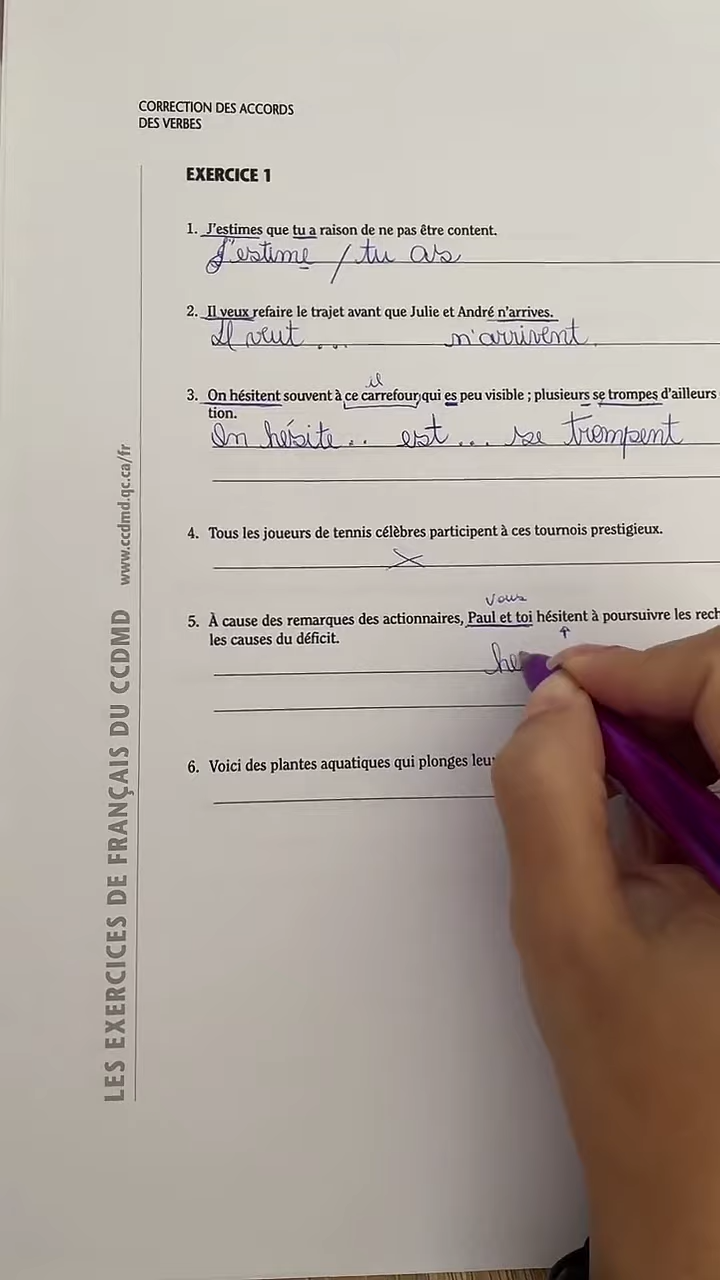 CORRECTION DES ACCORDS
DES VERBES
EXERCICE 1
1. J'estimes que tu a raison de ne pas être content.
J'estime / tu as
2. Il veux refaire le trajet avant que Julie et André n'arrives.
Il veut ... n'arrivent.
il
3. On hésitent souvent à ce carrefour qui es peu visible ; plusieurs se trompes d'ailleurs
tion.
On hésite .. est ... se trompent
4. Tous les joueurs de tennis célèbres participent à ces tournois prestigieux.
X
vous
5. À cause des remarques des actionnaires, Paul et toi hésitent à poursuivre les rech
les causes du déficit.
hé
6. Voici des plantes aquatiques qui plonges leur
LES EXERCICES DE FRANÇAIS DU CCDMD www.ccdmd.qc.ca/fr